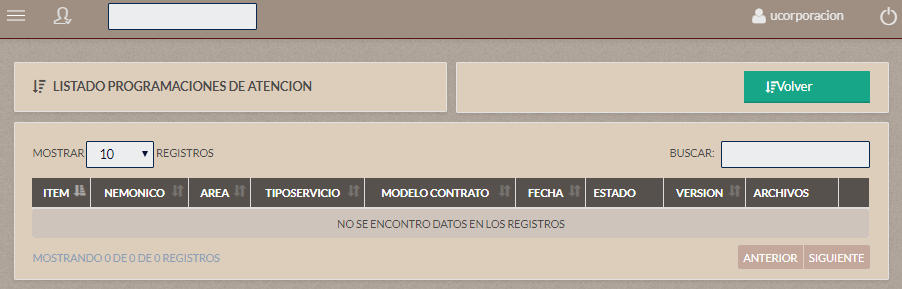 ucorporacion
LISTADO PROGRAMACIONES DE ATENCION
Volver
MOSTRAR 10 REGISTROS
BUSCAR:
ITEM NEMONICO AREA TIPOSERVICIO MODELO CONTRATO FECHA ESTADO VERSION ARCHIVOS
NO SE ENCONTRO DATOS EN LOS REGISTROS
MOSTRANDO 0 DE 0 DE 0 REGISTROS
ANTERIOR SIGUIENTE